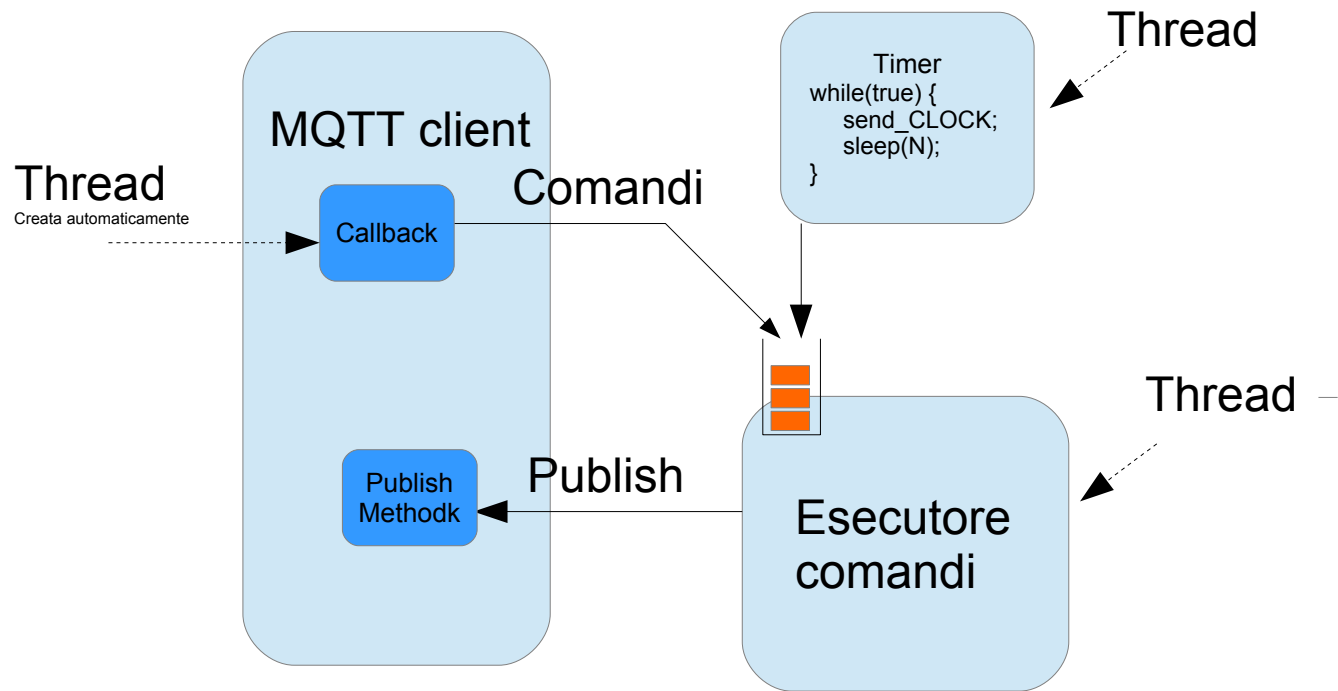 Thread
Timer
while(true) {
send_CLOCK;
sleep(N);
}
MQTT client
Thread
Creata automaticamente
Comandi
Callback
Thread
Publish
Publish
Methodk
Esecutore
comandi